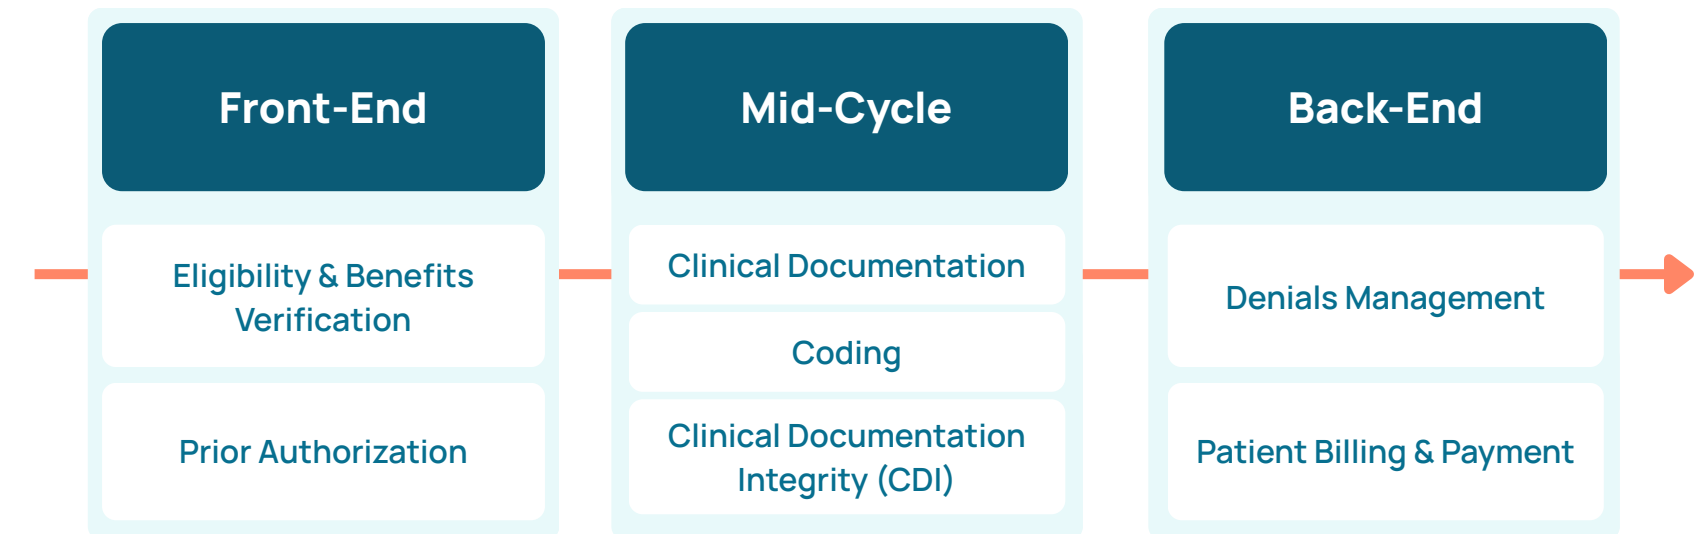 Front-End
Eligibility & Benefits
Verification
Prior Authorization
Mid-Cycle
Clinical Documentation
Coding
Clinical Documentation
Integrity (CDI)
Back-End
Denials Management
Patient Billing & Payment